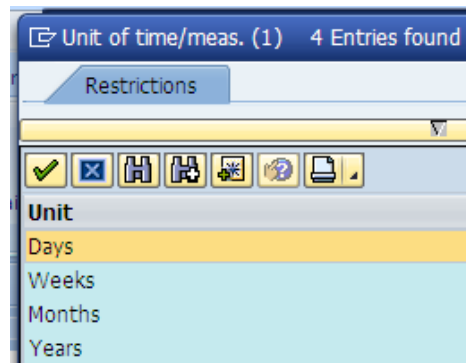 Unit of time/meas. (1) 4 Entries found
Restrictions
Unit
Days
Weeks
Months
Years